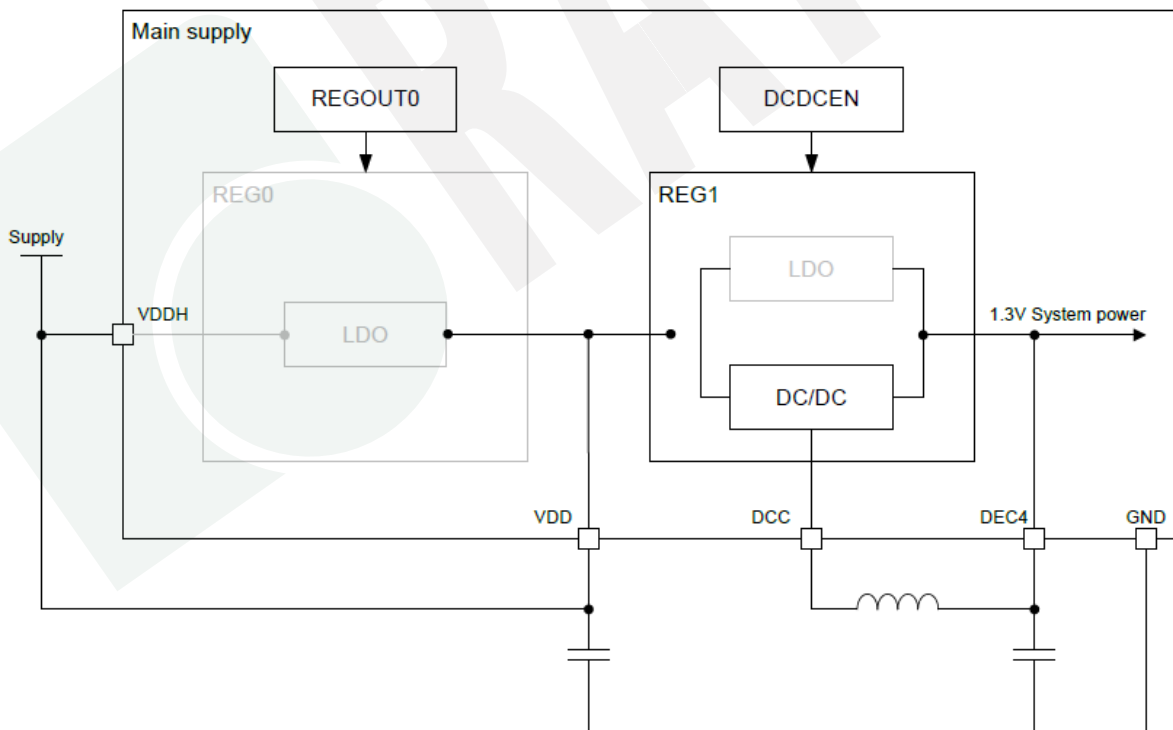 Main supply
REGOUT0
DCDCEN
REG0
REG1
Supply
LDO
VDDH
1.3V System power
LDO
DC/DC
VDD
DCC
DEC4
GND